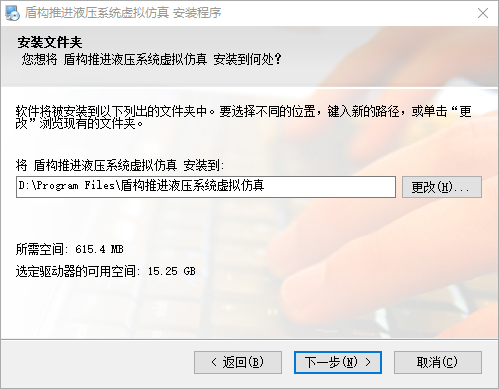 盾构推进液压系统虚拟仿真 安装程序
安装文件夹
您想将 盾构推进液压系统虚拟仿真 安装到何处?
软件将被安装到以下列出的文件夹中。要选择不同的位置，键入新的路径，或单击“更
改”浏览现有的文件夹。
将 盾构推进液压系统虚拟仿真 安装到:
D:\Program Files\盾构推进液压系统虚拟仿真
更改(H)...
所需空间: 615.4 MB
选定驱动器的可用空间: 15.25 GB
< 返回(B)
下一步(N) >
取消(C)